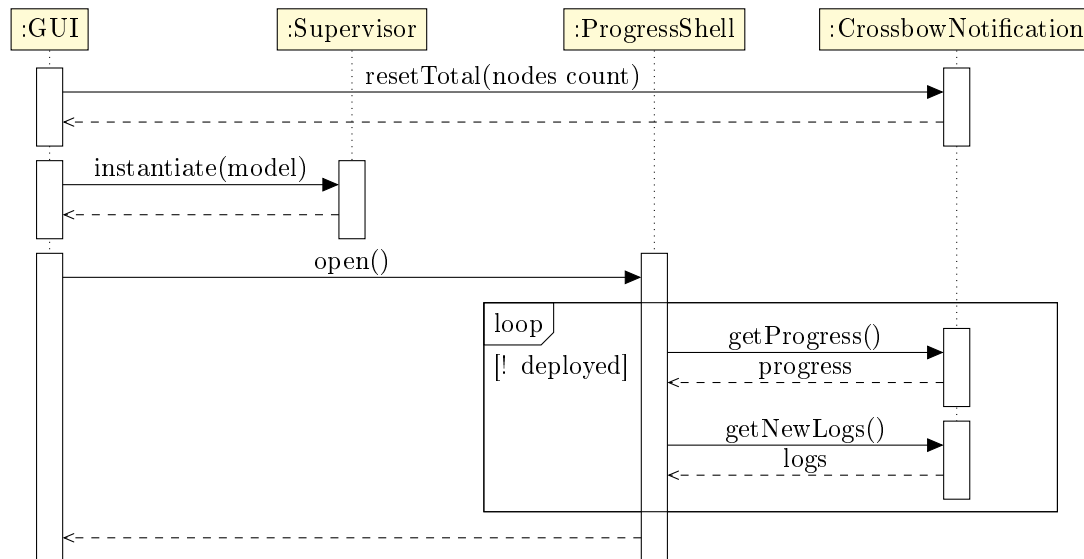 :GUI
:Supervisor
:ProgressShell
:CrossbowNotification
resetTotal(nodes count)
instantiate(model)
open()
loop
[! deployed]
getProgress()
progress
getNewLogs()
logs